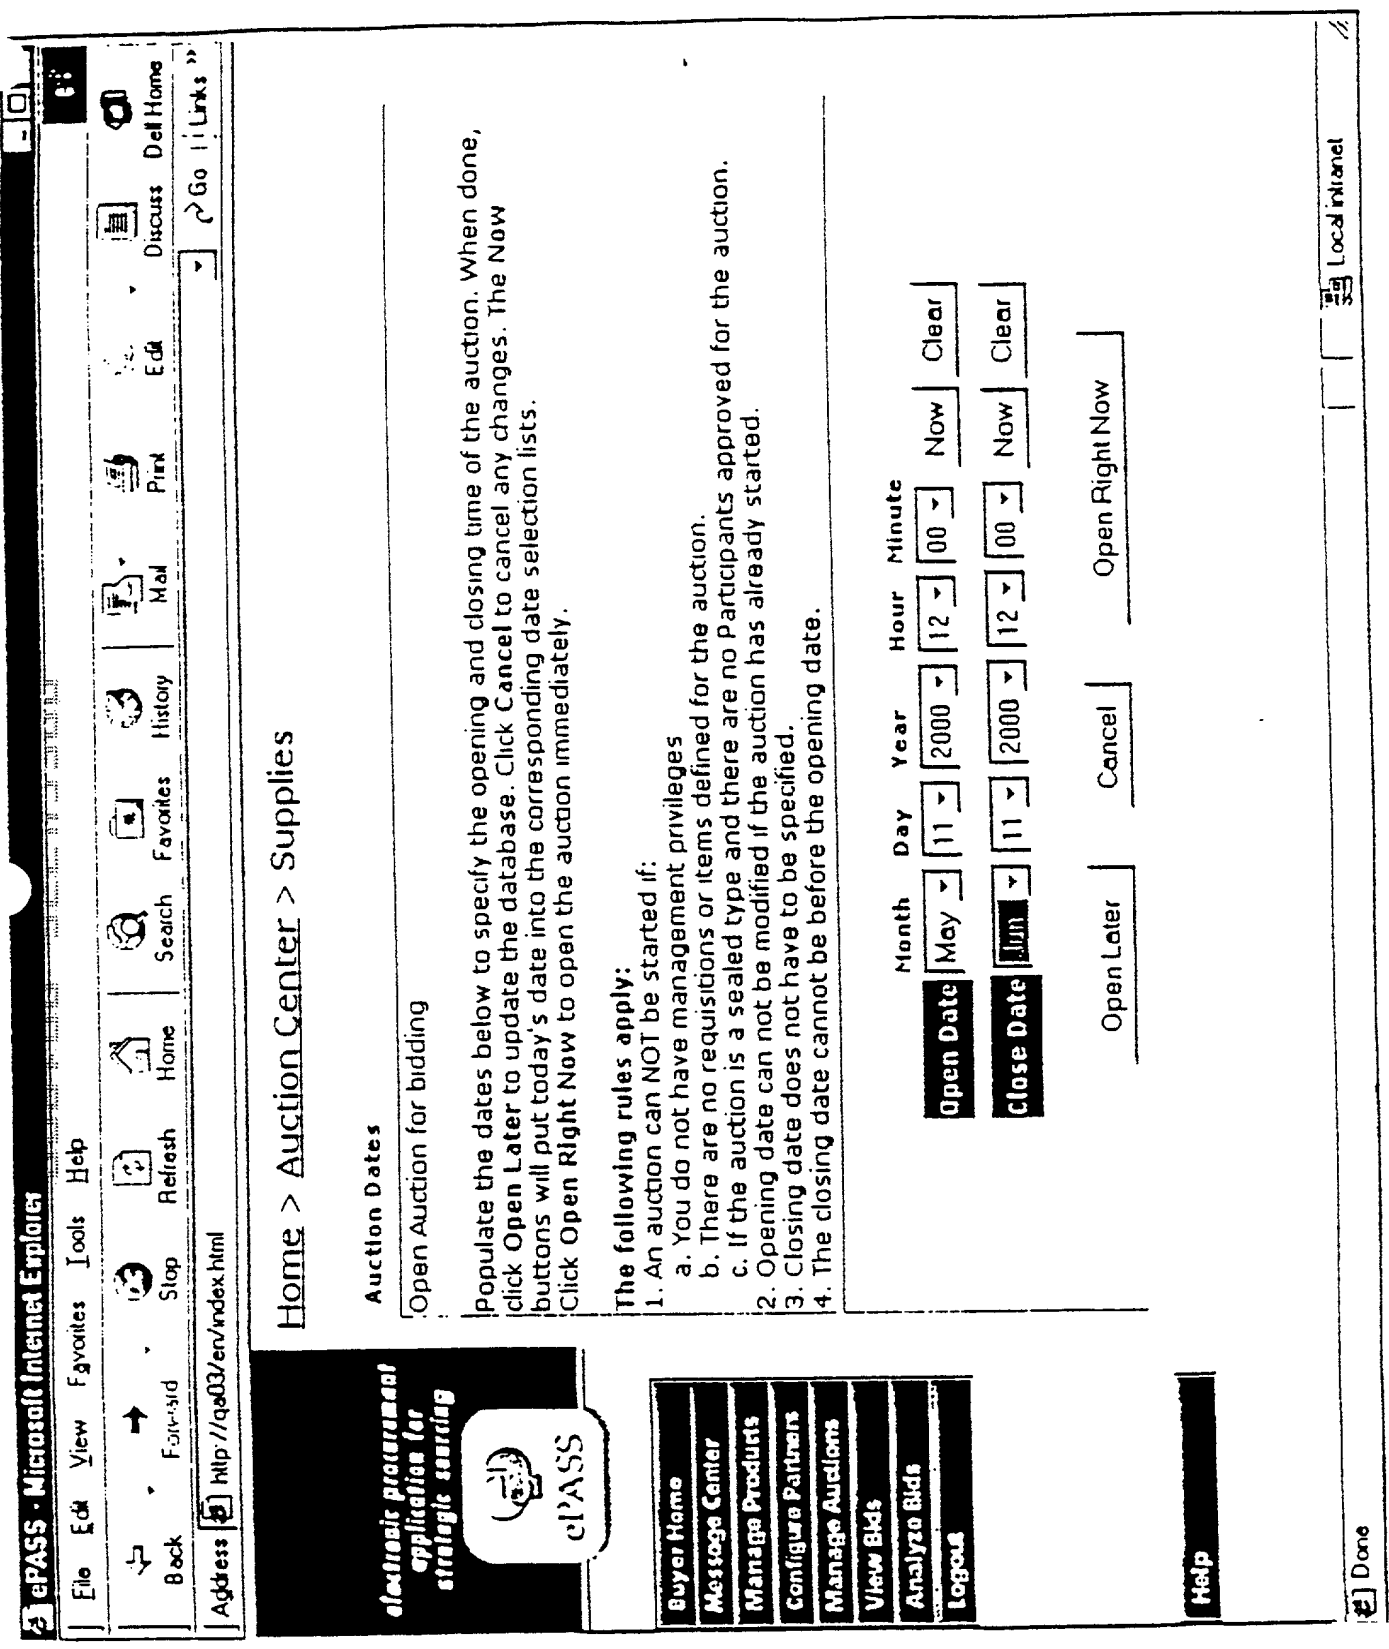 ePASS - Microsoft Internet Explorer
File Edit View Favorites Tools Help
Back Forward Stop Refresh Home Search Favorites History Mail Print Edit Discuss Dell Home
Address http://qa03/en/index.html Go Links »
electronic procurement
application for
strategic sourcing
ePASS
Buyer Home
Message Center
Manage Products
Configure Partners
Manage Auctions
View Bids
Analyze Bids
Logout
Help
Home > Auction Center > Supplies
Auction Dates
Open Auction for bidding
Populate the dates below to specify the opening and closing time of the auction. When done,
click Open Later to update the database. Click Cancel to cancel any changes. The Now
buttons will put today's date into the corresponding date selection lists.
Click Open Right Now to open the auction immediately.
The following rules apply:
1. An auction can NOT be started if:
a. You do not have management privileges
b. There are no requisitions or items defined for the auction.
c. If the auction is a sealed type and there are no Participants approved for the auction.
2. Opening date can not be modified if the auction has already started.
3. Closing date does not have to be specified.
4. The closing date cannot be before the opening date.
Month Day Year Hour Minute
Open Date May 11 2000 12 00 Now Clear
Close Date Jun 11 2000 12 00 Now Clear
Open Later Cancel Open Right Now
Done Local intranet